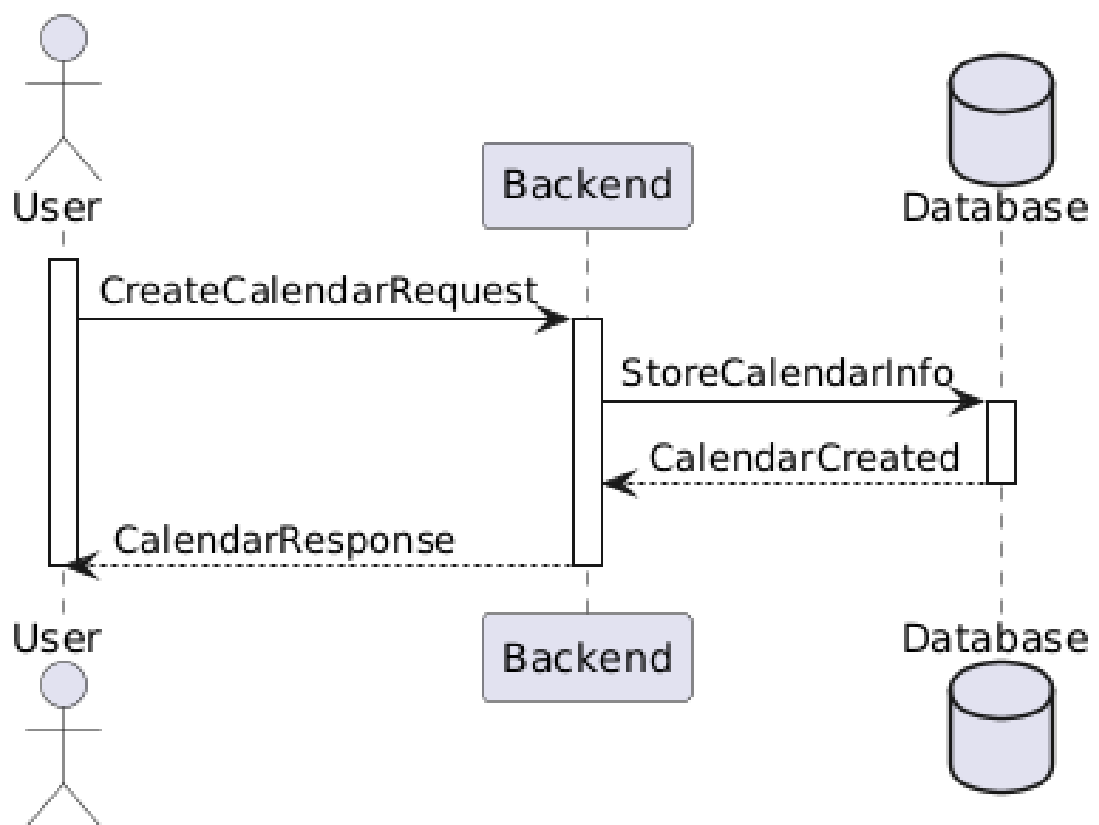 User
Backend
Database
CreateCalendarRequest
StoreCalendarInfo
CalendarCreated
CalendarResponse
User
Backend
Database